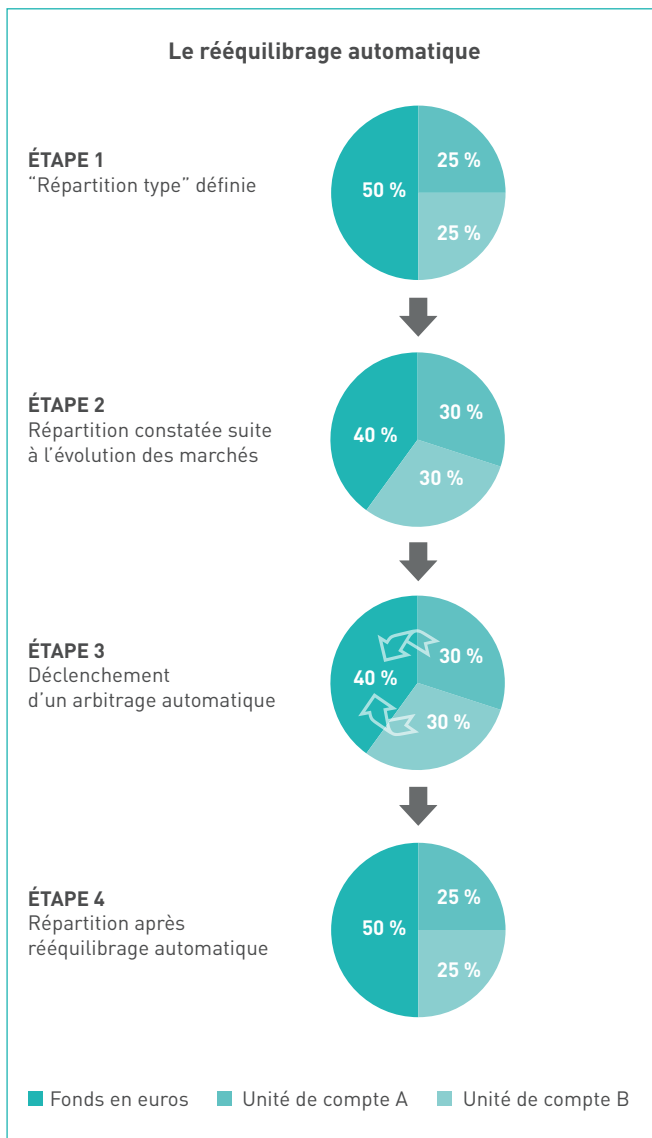 Le rééquilibrage automatique
ÉTAPE 1
“Répartition type” définie
50 %
25 %
25 %
ÉTAPE 2
Répartition constatée suite
à l’évolution des marchés
40 %
30 %
30 %
ÉTAPE 3
Déclenchement
d’un arbitrage automatique
40 %
30 %
30 %
ÉTAPE 4
Répartition après
rééquilibrage automatique
50 %
25 %
25 %
Fonds en euros Unité de compte A Unité de compte B